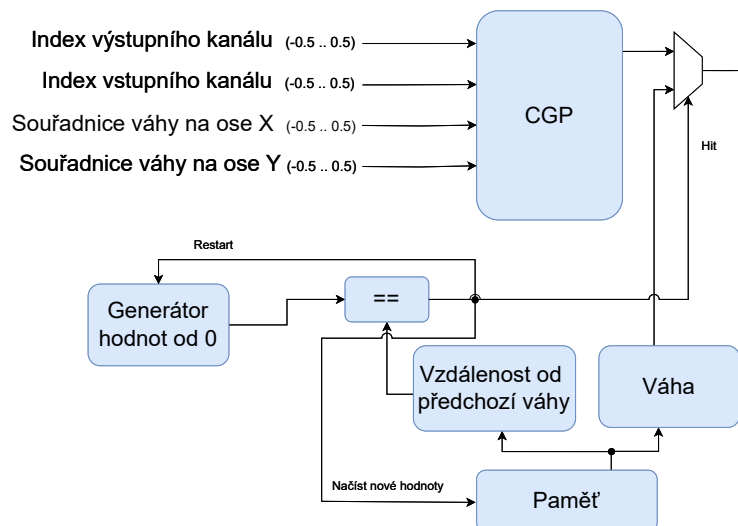 Index výstupního kanálu (-0.5 .. 0.5)
Index vstupního kanálu (-0.5 .. 0.5)
Souřadnice váhy na ose X (-0.5 .. 0.5)
Souřadnice váhy na ose Y (-0.5 .. 0.5)
CGP
Hit
Restart
Generátor
hodnot od 0
==
Vzdálenost od
předchozí váhy
Váha
Načíst nové hodnoty
Paměť